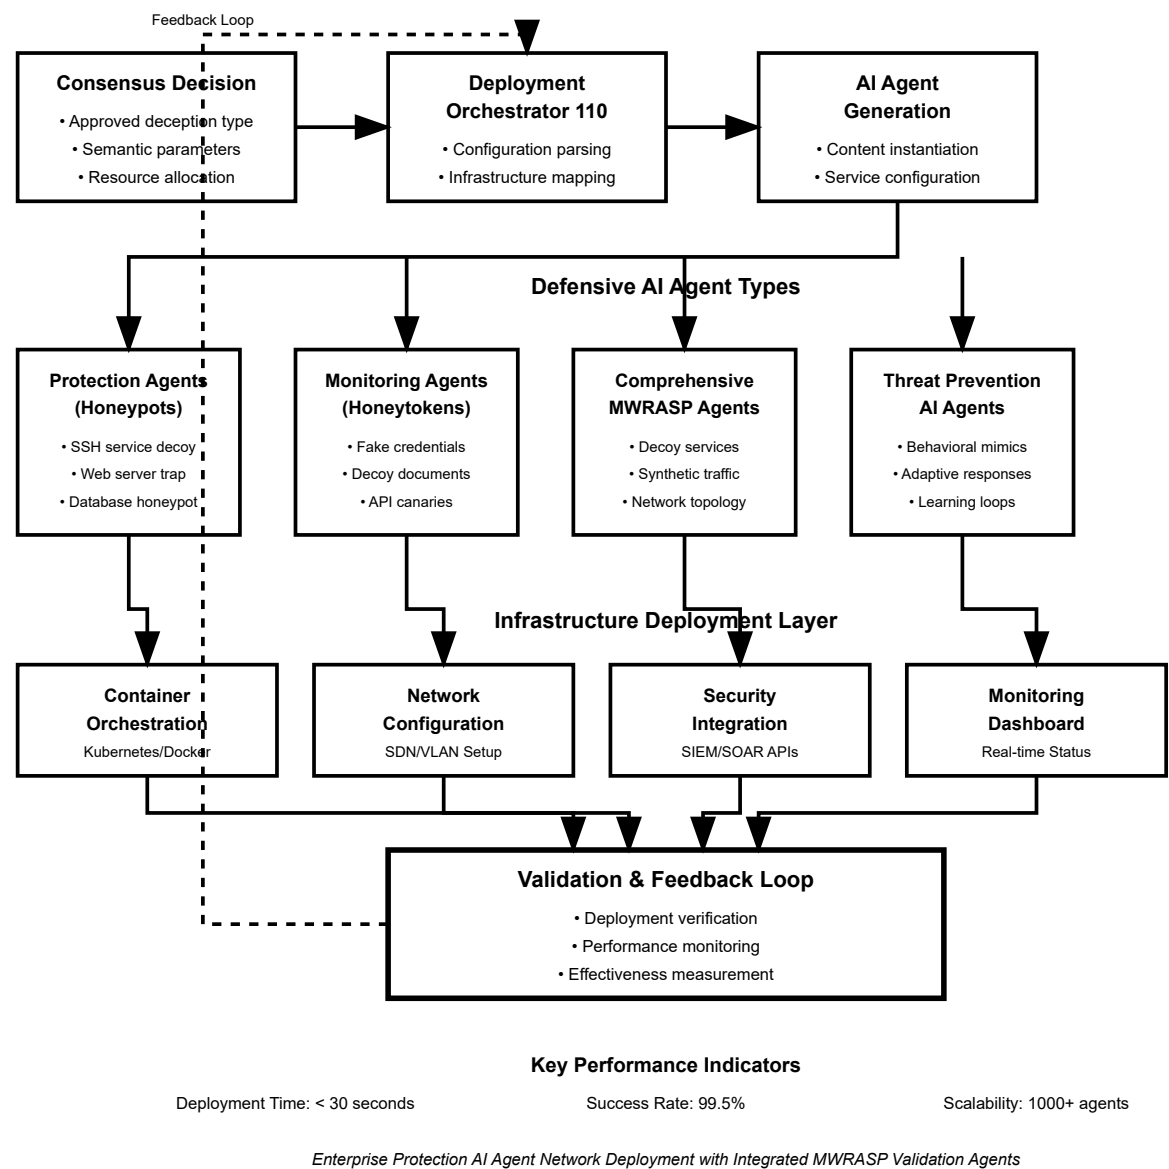 Feedback Loop
Consensus Decision
• Approved deception type
• Semantic parameters
• Resource allocation
Deployment
Orchestrator 110
• Configuration parsing
• Infrastructure mapping
AI Agent
Generation
• Content instantiation
• Service configuration
Defensive AI Agent Types
Protection Agents
(Honeypots)
• SSH service decoy
• Web server trap
• Database honeypot
Monitoring Agents
(Honeytokens)
• Fake credentials
• Decoy documents
• API canaries
Comprehensive
MWRASP Agents
• Decoy services
• Synthetic traffic
• Network topology
Threat Prevention
AI Agents
• Behavioral mimics
• Adaptive responses
• Learning loops
Infrastructure Deployment Layer
Container
Orchestration
Kubernetes/Docker
Network
Configuration
SDN/VLAN Setup
Security
Integration
SIEM/SOAR APIs
Monitoring
Dashboard
Real-time Status
Validation & Feedback Loop
• Deployment verification
• Performance monitoring
• Effectiveness measurement
Key Performance Indicators
Deployment Time: < 30 seconds
Success Rate: 99.5%
Scalability: 1000+ agents
Enterprise Protection AI Agent Network Deployment with Integrated MWRASP Validation Agents